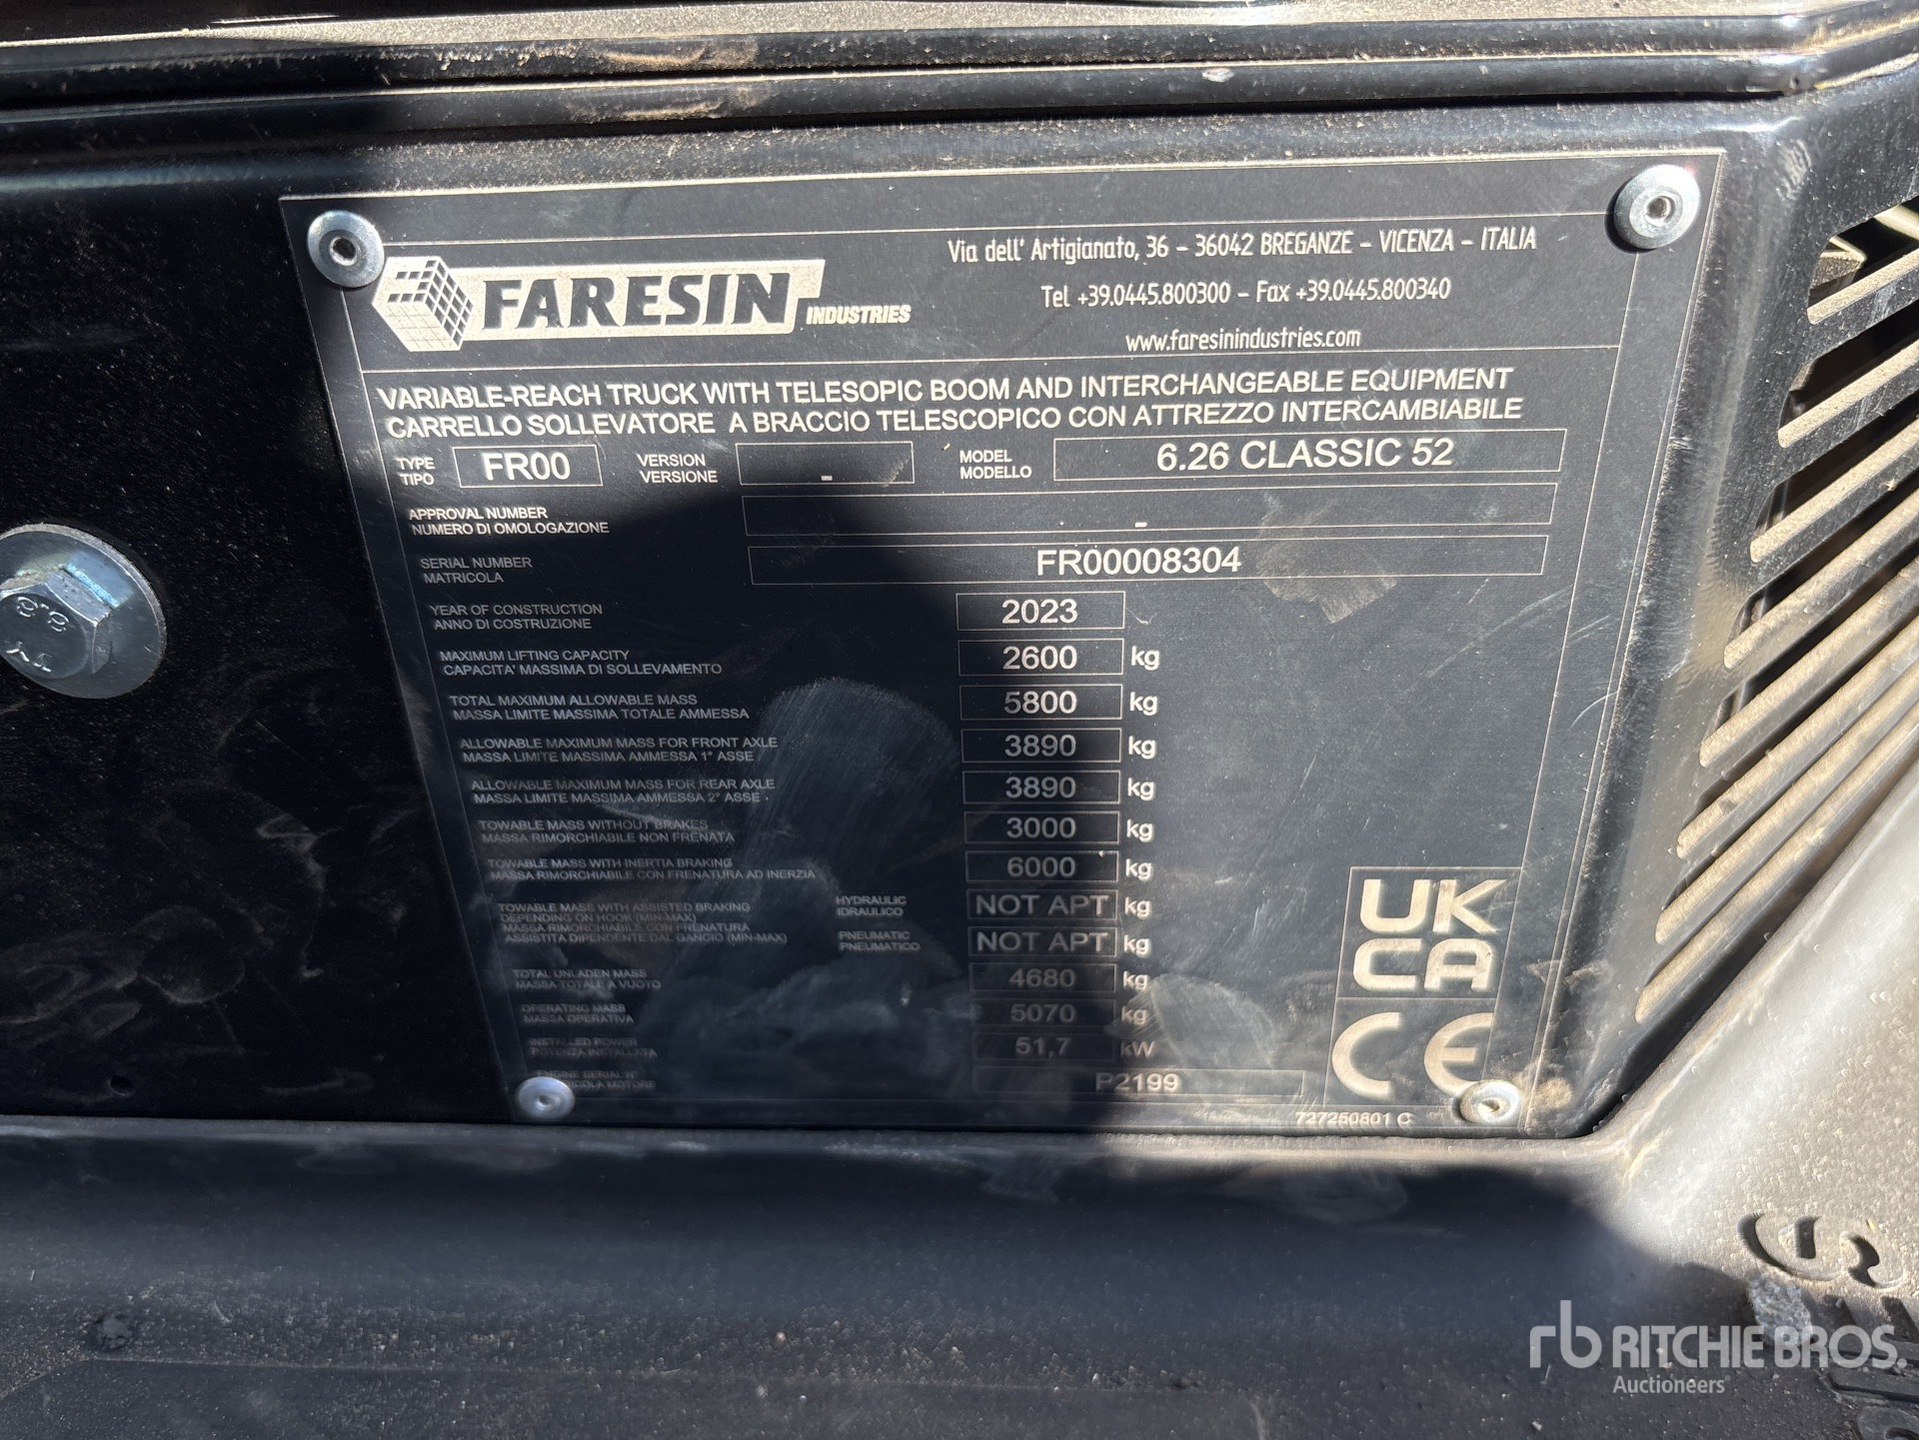 FARESIN INDUSTRIES
Via dell' Artigianato, 36 - 36042 BREGANZE - VICENZA - ITALIA
Tel +39.0445.800300 - Fax +39.0445.800340
www.faresinindustries.com
VARIABLE-REACH TRUCK WITH TELESOPIC BOOM AND INTERCHANGEABLE EQUIPMENT
CARRELLO SOLLEVATORE A BRACCIO TELESCOPICO CON ATTREZZO INTERCAMBIABILE
TYPE TIPO FR00 VERSION VERSIONE - MODEL MODELLO 6.26 CLASSIC 52
APPROVAL NUMBER
NUMERO DI OMOLOGAZIONE -
SERIAL NUMBER
MATRICOLA FR00008304
YEAR OF CONSTRUCTION
ANNO DI COSTRUZIONE 2023
MAXIMUM LIFTING CAPACITY
CAPACITA' MASSIMA DI SOLLEVAMENTO 2600 kg
TOTAL MAXIMUM ALLOWABLE MASS
MASSA LIMITE MASSIMA TOTALE AMMESSA 5800 kg
ALLOWABLE MAXIMUM MASS FOR FRONT AXLE
MASSA LIMITE MASSIMA AMMESSA 1° ASSE 3890 kg
ALLOWABLE MAXIMUM MASS FOR REAR AXLE
MASSA LIMITE MASSIMA AMMESSA 2° ASSE 3890 kg
TOWABLE MASS WITHOUT BRAKES
MASSA RIMORCHIABILE NON FRENATA 3000 kg
TOWABLE MASS WITH INERTIA BRAKING
MASSA RIMORCHIABILE CON FRENATURA AD INERZIA 6000 kg
TOWABLE MASS WITH ASSISTED BRAKING
DEPENDING ON HOOK (MIN-MAX)
MASSA RIMORCHIABILE CON FRENATURA
ASSISTITA DIPENDENTE DAL GANCIO (MIN-MAX)
HYDRAULIC
IDRAULICO NOT APT kg
PNEUMATIC
PNEUMATICO NOT APT kg
TOTAL UNLADEN MASS
MASSA TOTALE A VUOTO 4680 kg
OPERATING MASS
MASSA OPERATIVA 5070 kg
INSTALLED POWER
POTENZA INSTALLATA 51,7 kW
ENGINE SERIAL N°
MOTORE P2199
UK
CA
CE
727250801 C
8.8
rb RITCHIE BROS.
Auctioneers